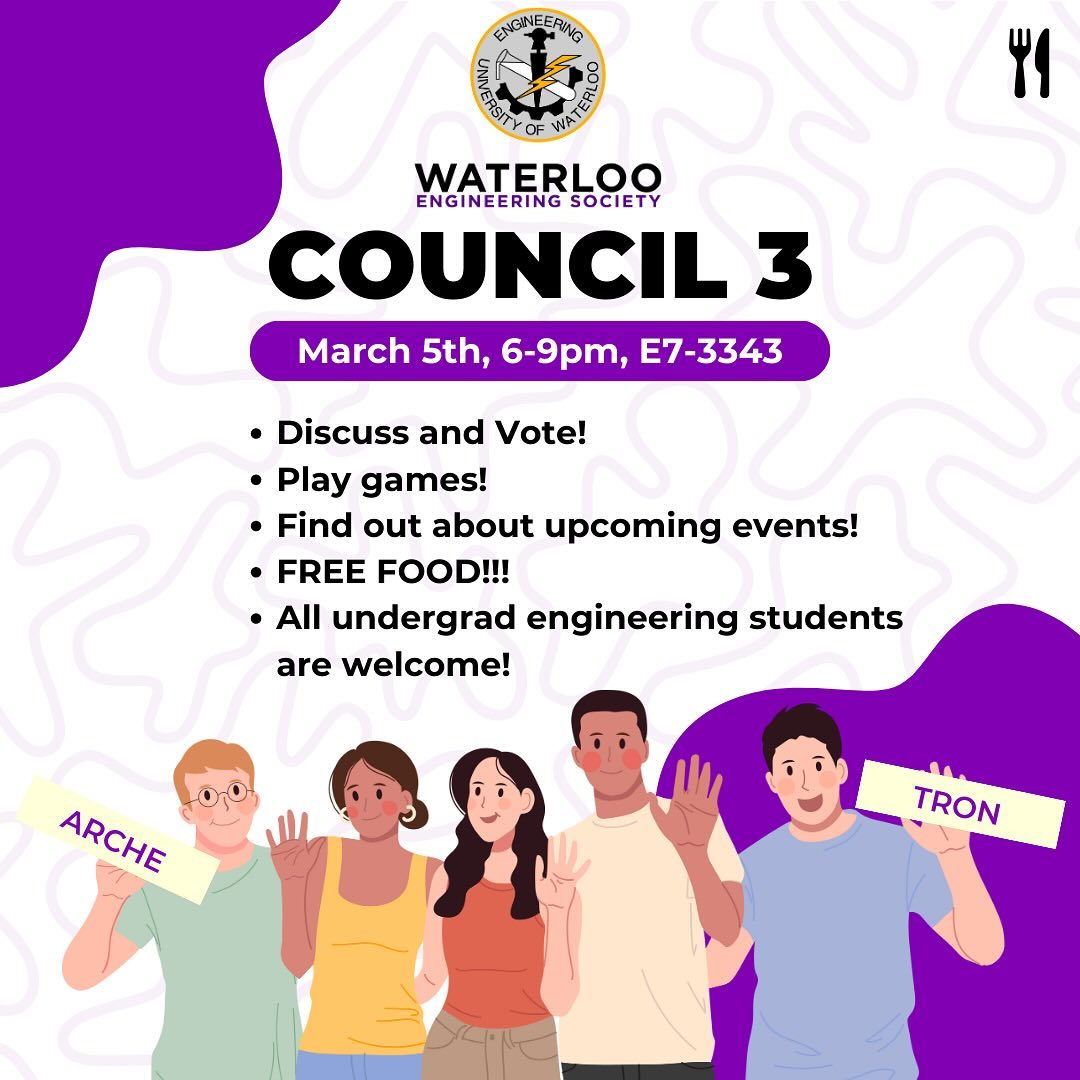 ENGINEERING
UNIVERSITY OF WATERLOO
WATERLOO
ENGINEERING SOCIETY
COUNCIL 3
March 5th, 6-9pm, E7-3343
• Discuss and Vote!
• Play games!
• Find out about upcoming events!
• FREE FOOD!!!
• All undergrad engineering students
are welcome!
ARCHE
TRON